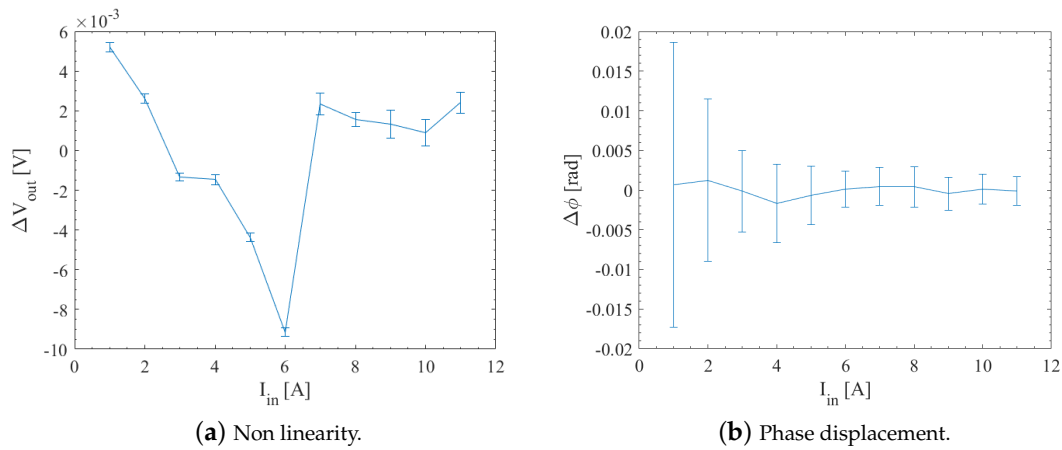 ×10⁻³
6
4
2
0
-2
-4
-6
-8
-10
ΔV_out [V]
0 2 4 6 8 10 12
I_in [A]
(a) Non linearity.
0.02
0.015
0.01
0.005
0
-0.005
-0.01
-0.015
-0.02
Δϕ [rad]
0 2 4 6 8 10 12
I_in [A]
(b) Phase displacement.